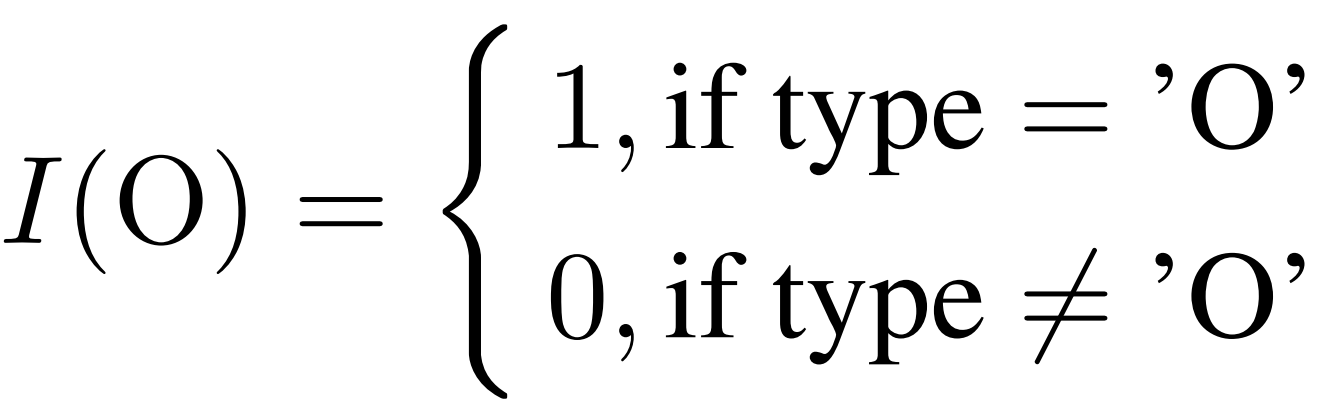 I(O) = { 1, if type = ’O’
0, if type ≠ ’O’